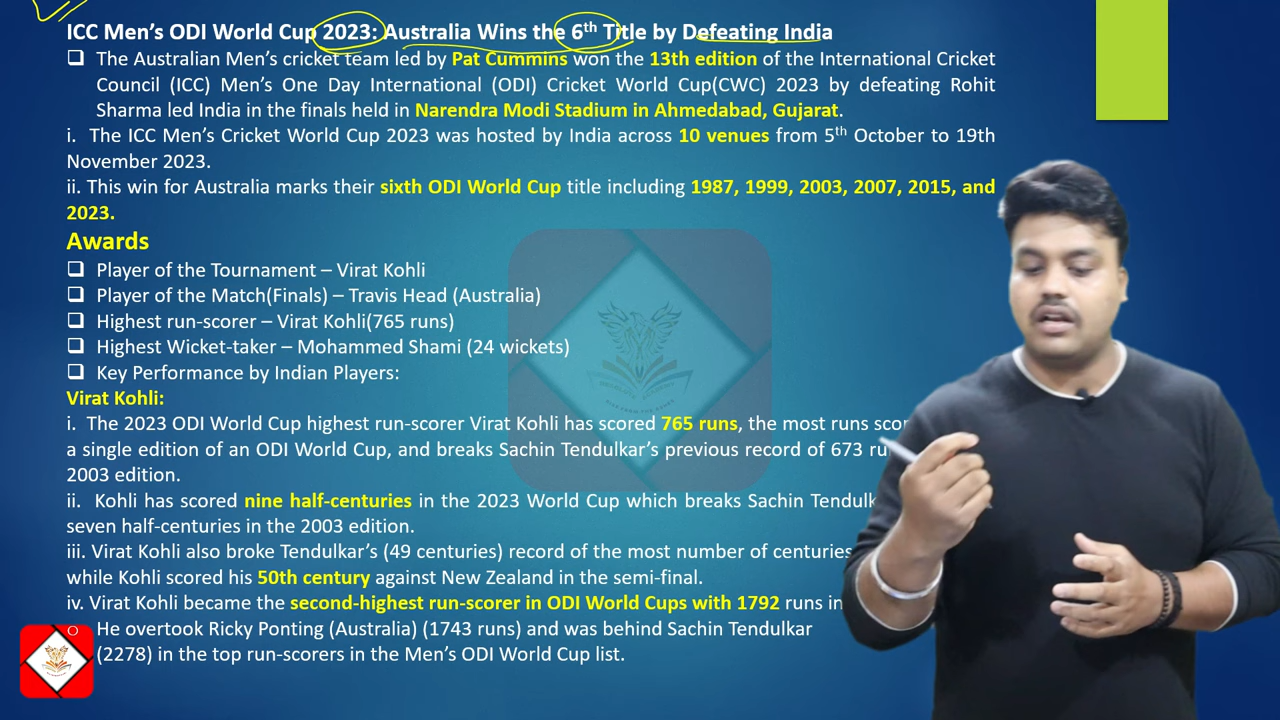 ICC Men’s ODI World Cup 2023: Australia Wins the 6th Title by Defeating India
❑ The Australian Men’s cricket team led by Pat Cummins won the 13th edition of the International Cricket
Council (ICC) Men’s One Day International (ODI) Cricket World Cup(CWC) 2023 by defeating Rohit
Sharma led India in the finals held in Narendra Modi Stadium in Ahmedabad, Gujarat.
i. The ICC Men’s Cricket World Cup 2023 was hosted by India across 10 venues from 5th October to 19th
November 2023.
ii. This win for Australia marks their sixth ODI World Cup title including 1987, 1999, 2003, 2007, 2015, and
2023.
Awards
❑ Player of the Tournament – Virat Kohli
❑ Player of the Match(Finals) – Travis Head (Australia)
❑ Highest run-scorer – Virat Kohli(765 runs)
❑ Highest Wicket-taker – Mohammed Shami (24 wickets)
❑ Key Performance by Indian Players:
Virat Kohli:
i. The 2023 ODI World Cup highest run-scorer Virat Kohli has scored 765 runs, the most runs
a single edition of an ODI World Cup, and breaks Sachin Tendulkar’s previous record of 673
2003 edition.
ii. Kohli has scored nine half-centuries in the 2023 World Cup which breaks Sachin
seven half-centuries in the 2003 edition.
iii. Virat Kohli also broke Tendulkar’s (49 centuries) record of the most number of centuries
while Kohli scored his 50th century against New Zealand in the semi-final.
iv. Virat Kohli became the second-highest run-scorer in ODI World Cups with 1792 runs in
○ He overtook Ricky Ponting (Australia) (1743 runs) and was behind Sachin Tendulkar
(2278) in the top run-scorers in the Men’s ODI World Cup list.